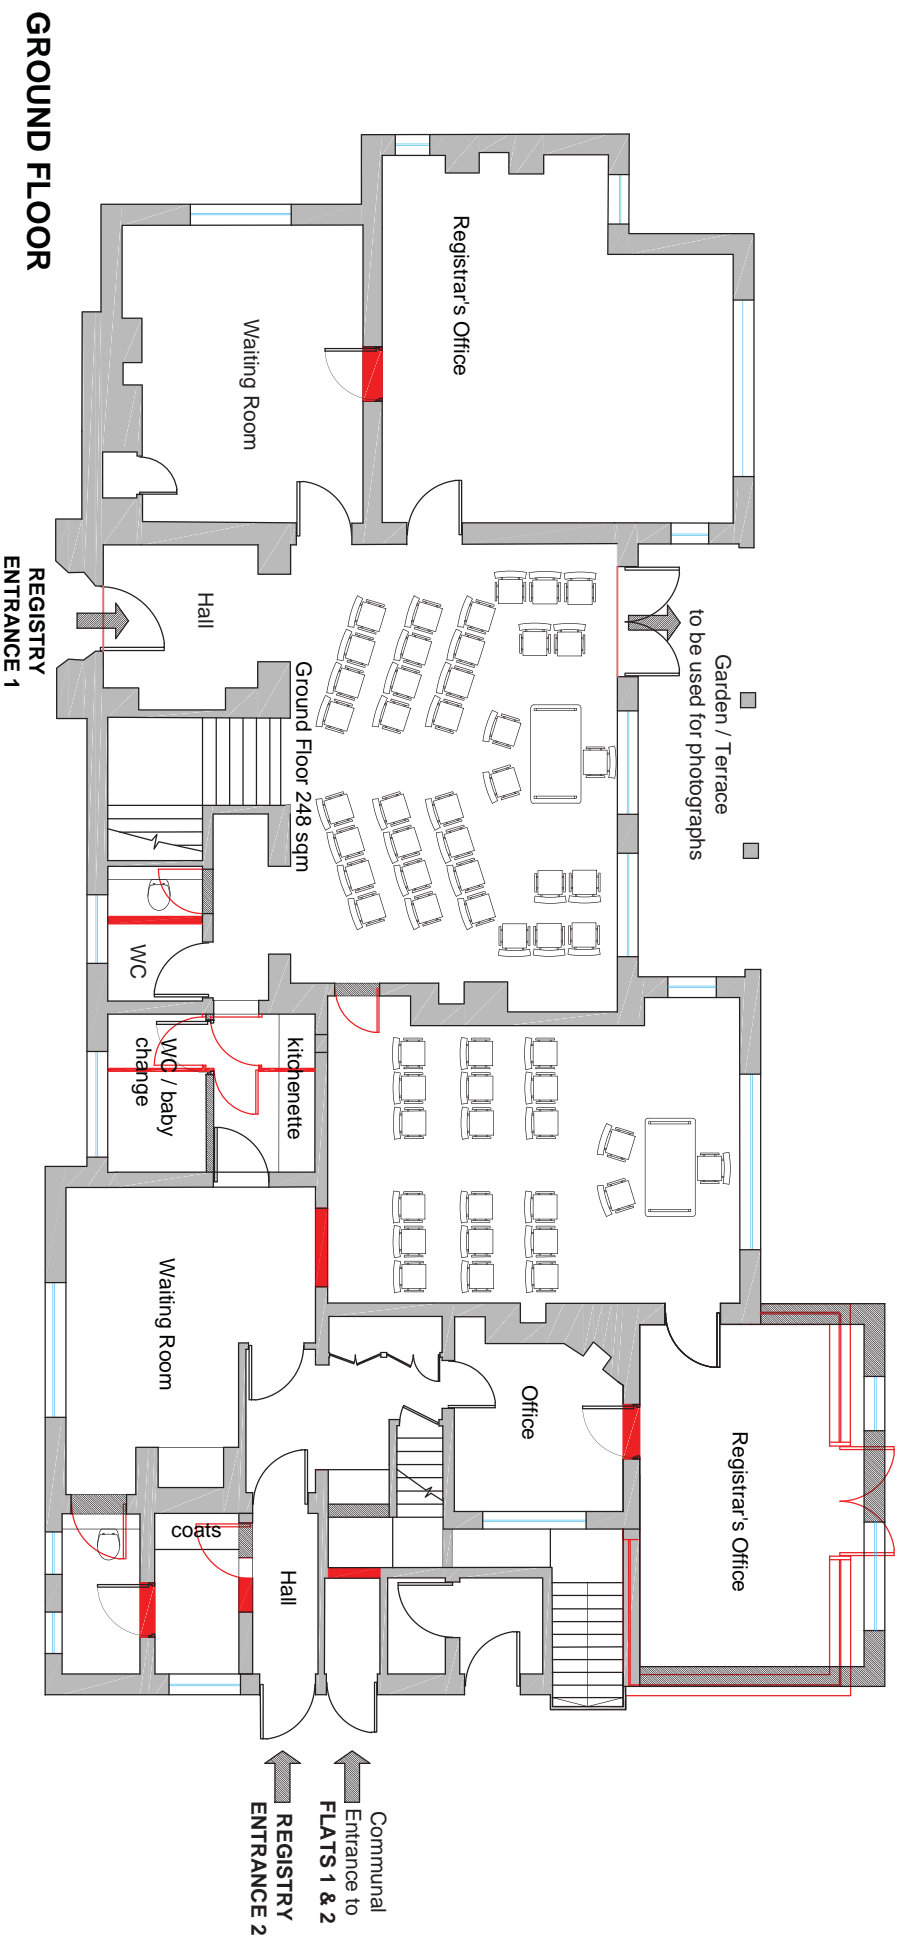 GROUND FLOOR
Registrar's Office
Waiting Room
Hall
REGISTRY
ENTRANCE 1
Garden / Terrace
to be used for photographs
Ground Floor 248 sqm
WC
kitchenette
WC / baby
change
Waiting Room
Office
Registrar's Office
coats
Hall
Communal
Entrance to
FLATS 1 & 2
REGISTRY
ENTRANCE 2